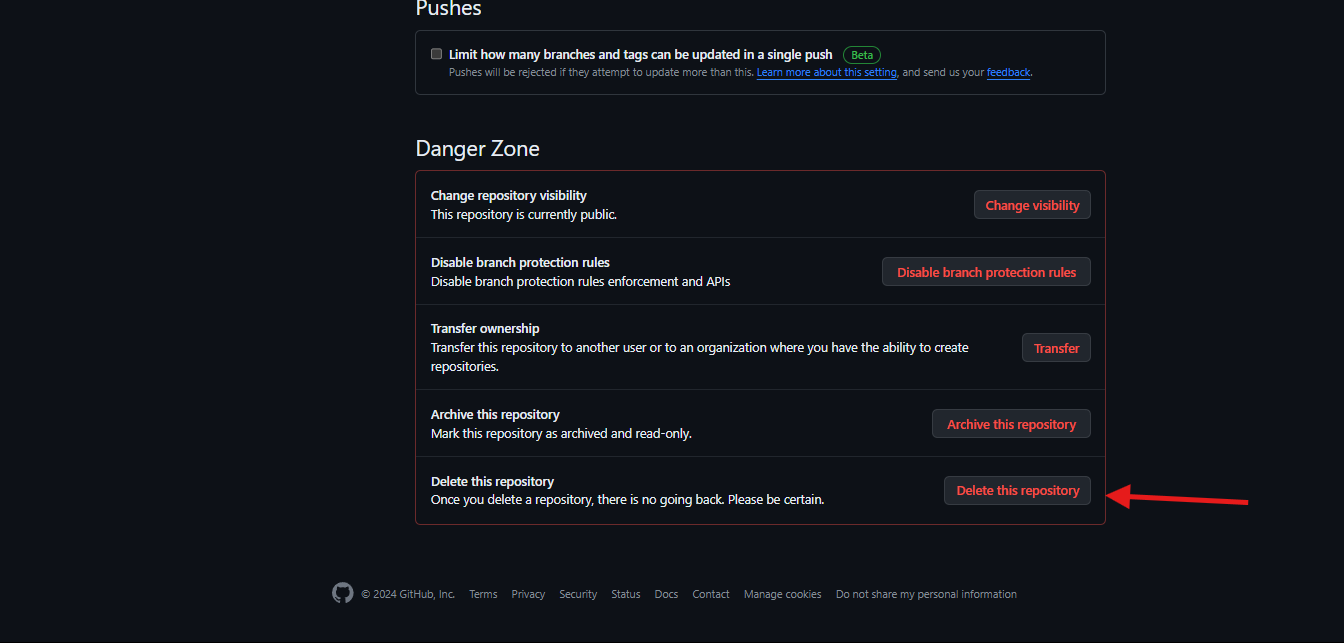 Pushes
Limit how many branches and tags can be updated in a single push Beta
Pushes will be rejected if they attempt to update more than this. Learn more about this setting, and send us your feedback.
Danger Zone
Change repository visibility
This repository is currently public.
Change visibility
Disable branch protection rules
Disable branch protection rules enforcement and APIs
Disable branch protection rules
Transfer ownership
Transfer this repository to another user or to an organization where you have the ability to create
repositories.
Transfer
Archive this repository
Mark this repository as archived and read-only.
Archive this repository
Delete this repository
Once you delete a repository, there is no going back. Please be certain.
Delete this repository
© 2024 GitHub, Inc. Terms Privacy Security Status Docs Contact Manage cookies Do not share my personal information